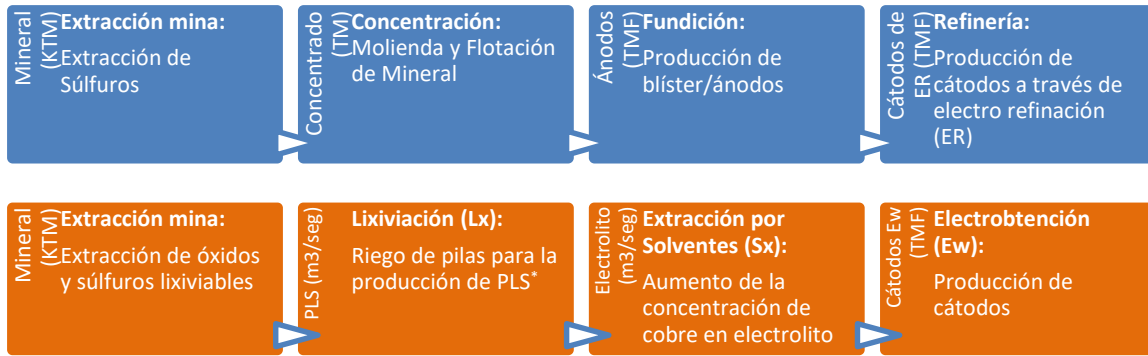 Mineral
(KTM)
Extracción mina:
Extracción de
Súlfuros
Concentrado
(TM)
Concentración:
Molienda y Flotación
de Mineral
Ánodos
(TMF)
Fundición:
Producción de
blíster/ánodos
Cátodos de
ER (TMF)
Refinería:
Producción de
cátodos a través de
electro refinación
(ER)
Mineral
(KTM)
Extracción mina:
Extracción de óxidos
y súlfuros lixiviables
PLS (m3/seg)
Lixiviación (Lx):
Riego de pilas para la
producción de PLS*
Electrolito
(m3/seg)
Extracción por
Solventes (Sx):
Aumento de la
concentración de
cobre en electrolito
Cátodos Ew
(TMF)
Electrobtención
(Ew):
Producción de
cátodos